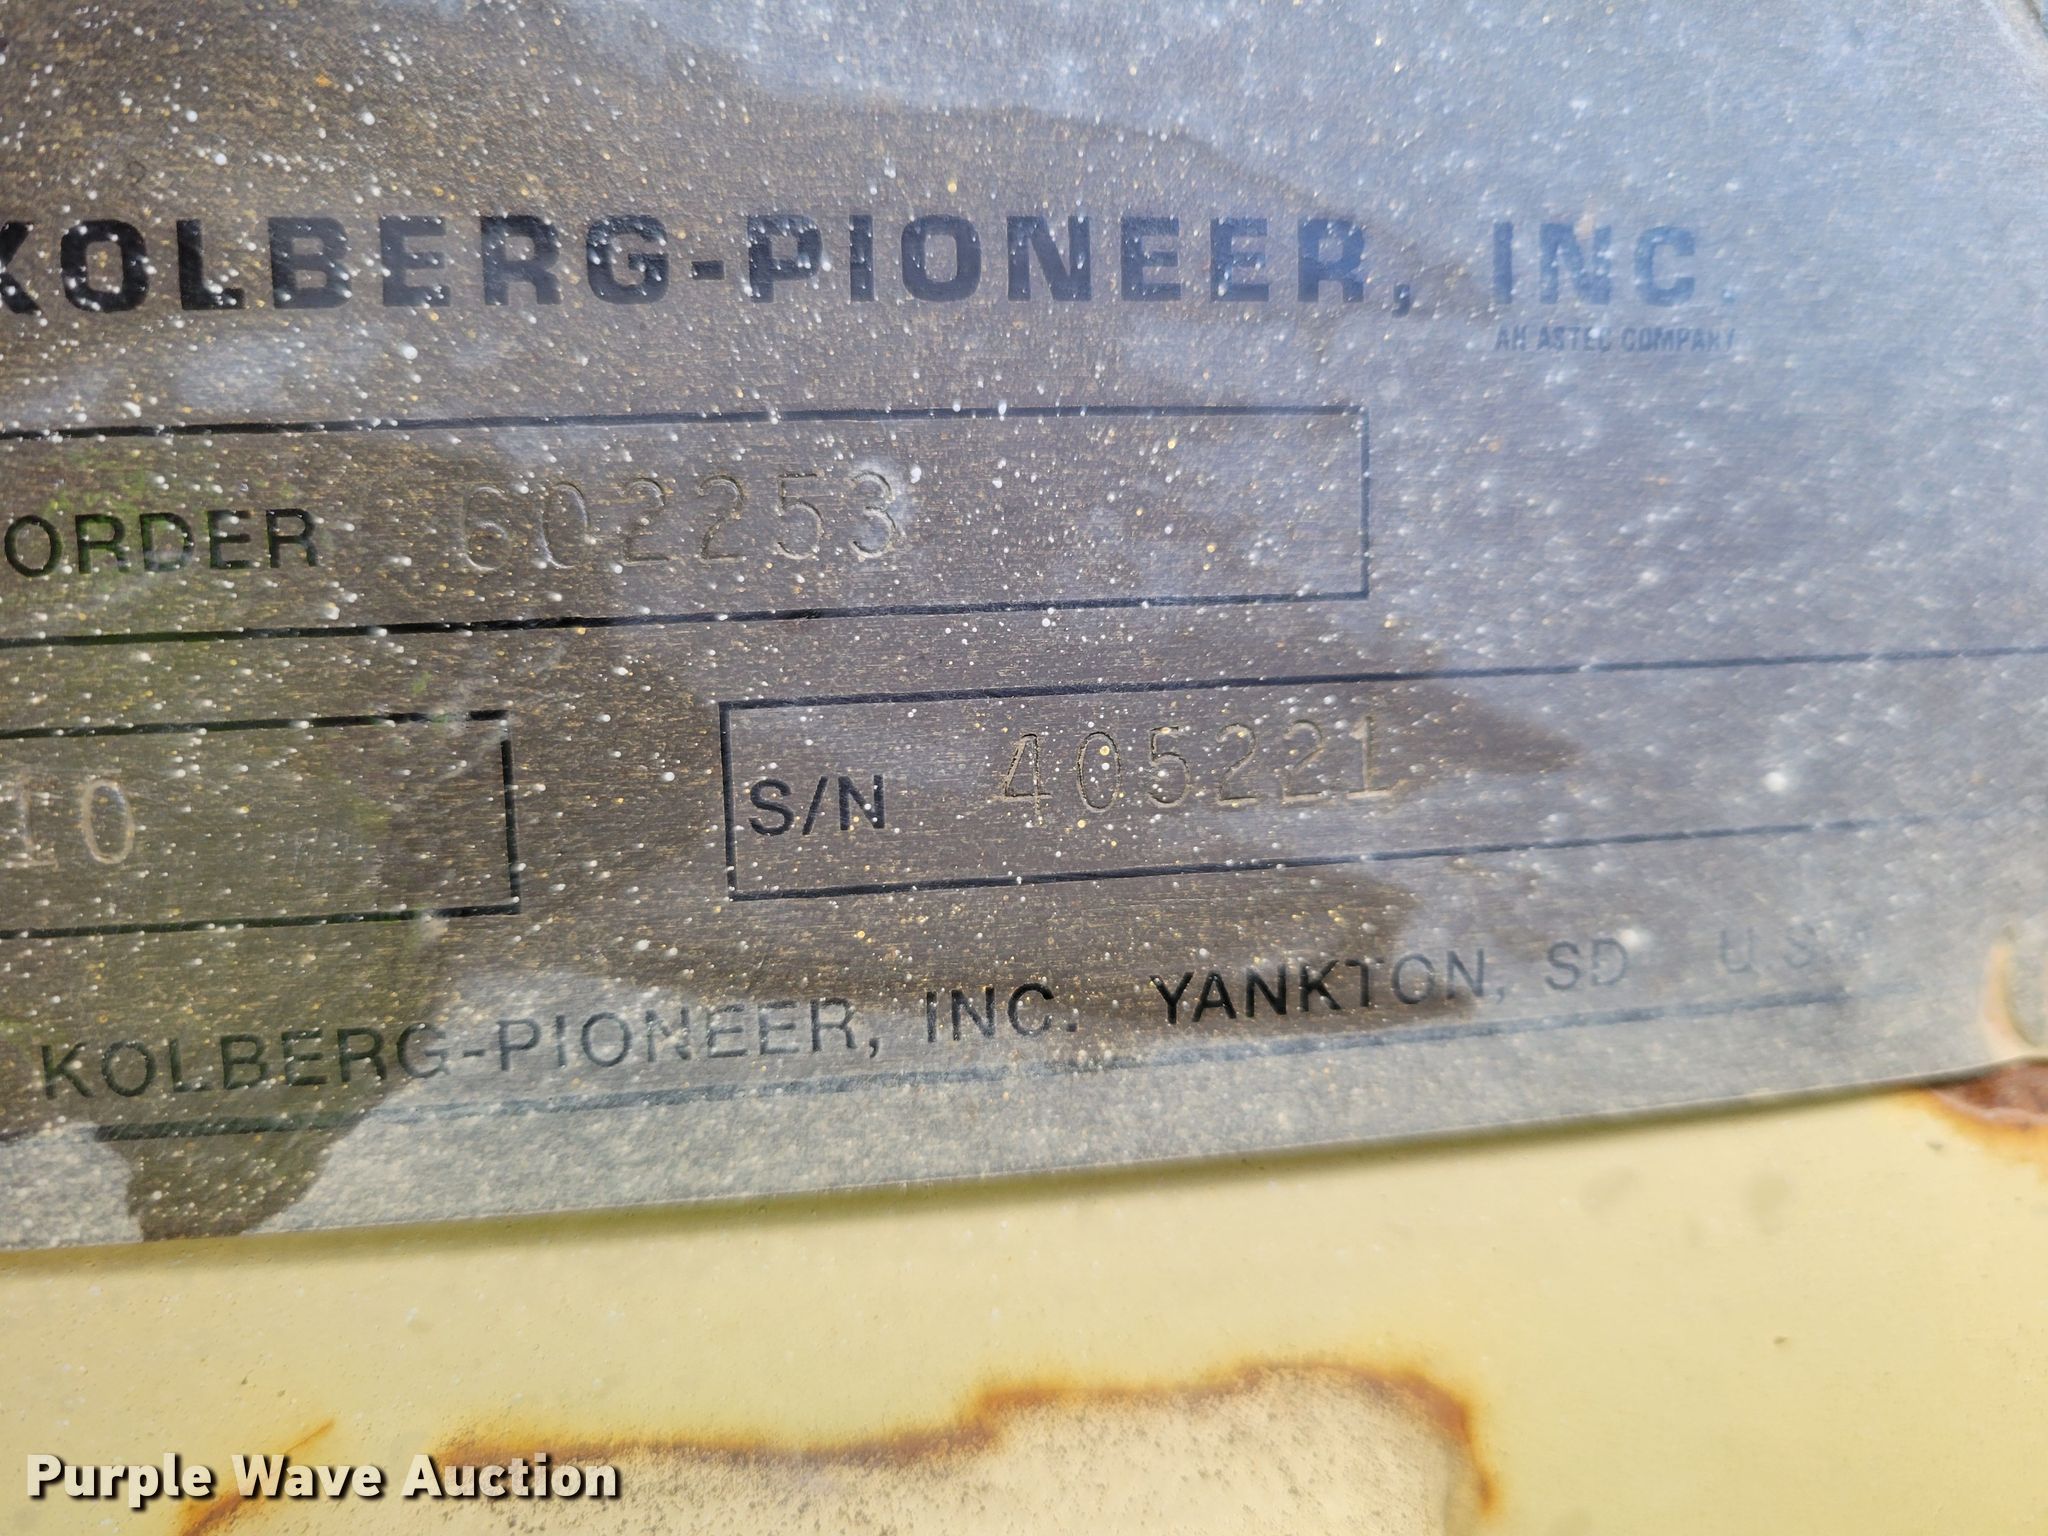 KOLBERG-PIONEER, INC.
AN ASTEC COMPANY
ORDER 602253
10
S/N 405221
KOLBERG-PIONEER, INC. YANKTON, SD U S
Purple Wave Auction